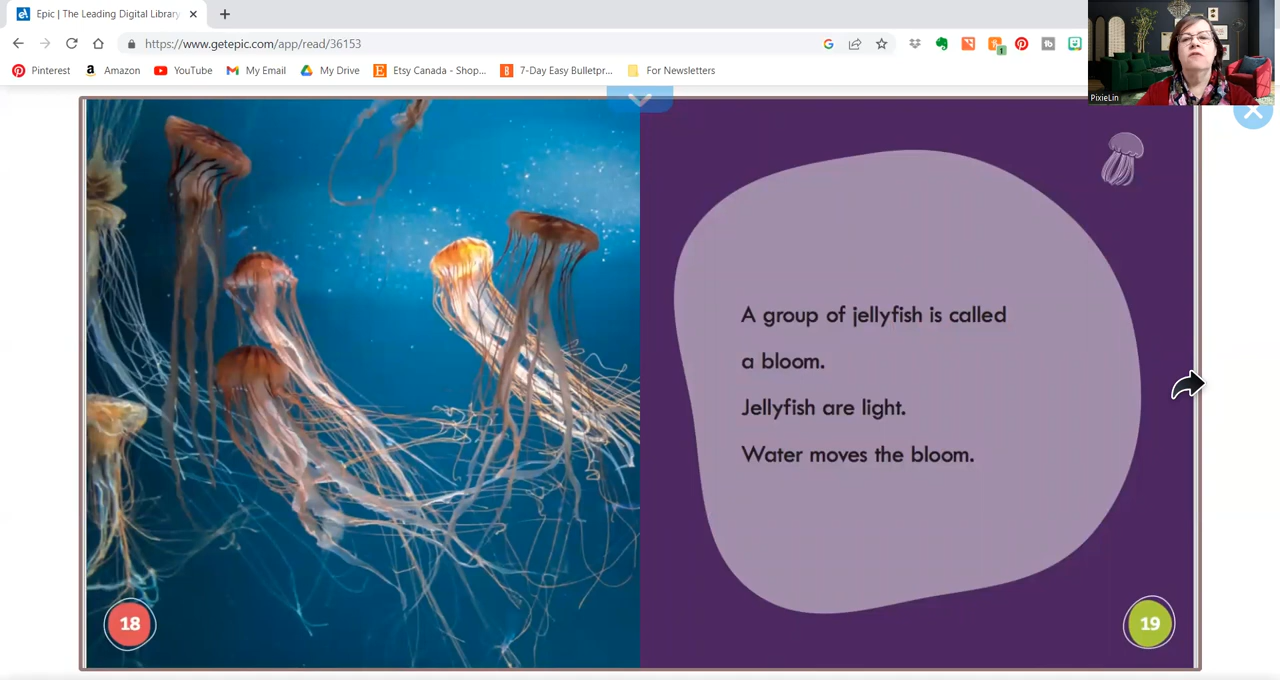 Epic | The Leading Digital Library
https://www.getepic.com/app/read/36153
Pinterest
Amazon
YouTube
My Email
My Drive
Etsy Canada - Shop...
7-Day Easy Bulletpr...
For Newsletters
PixieLin
A group of jellyfish is called
a bloom.
Jellyfish are light.
Water moves the bloom.
18
19